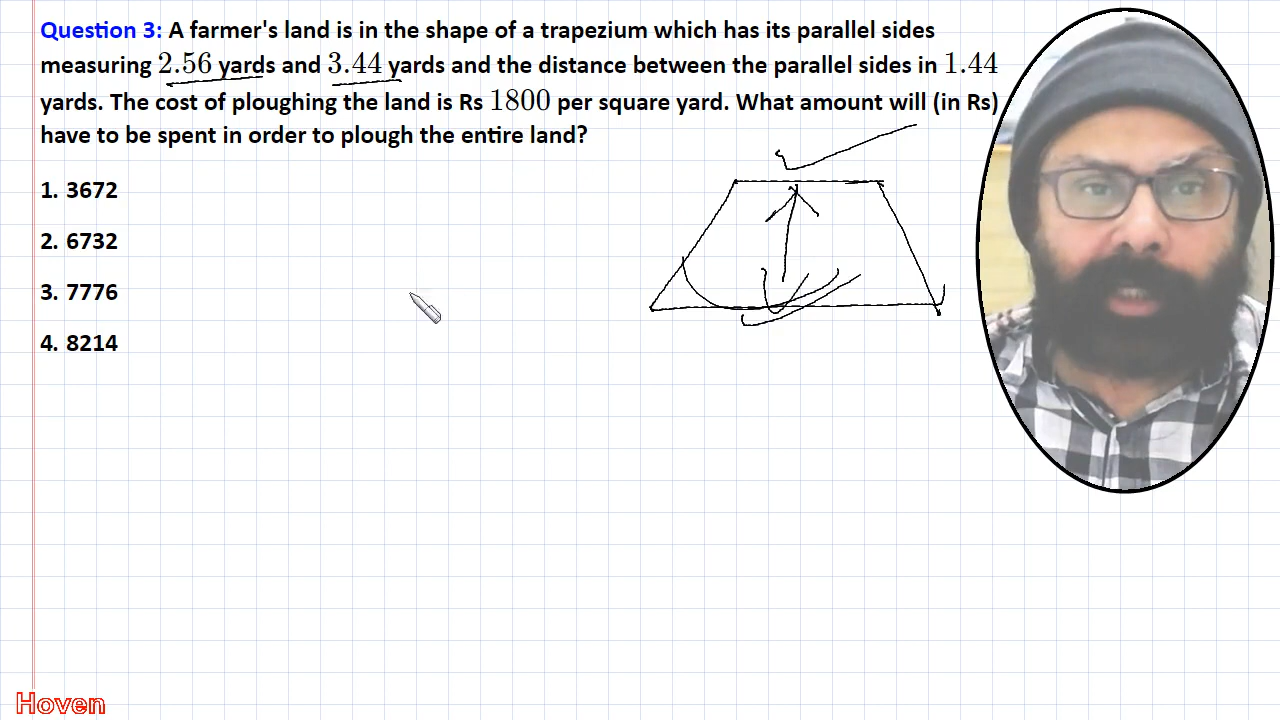 Question 3: A farmer's land is in the shape of a trapezium which has its parallel sides
measuring 2.56 yards and 3.44 yards and the distance between the parallel sides in 1.44
yards. The cost of ploughing the land is Rs 1800 per square yard. What amount will (in Rs)
have to be spent in order to plough the entire land?
1. 3672
2. 6732
3. 7776
4. 8214
Hoven